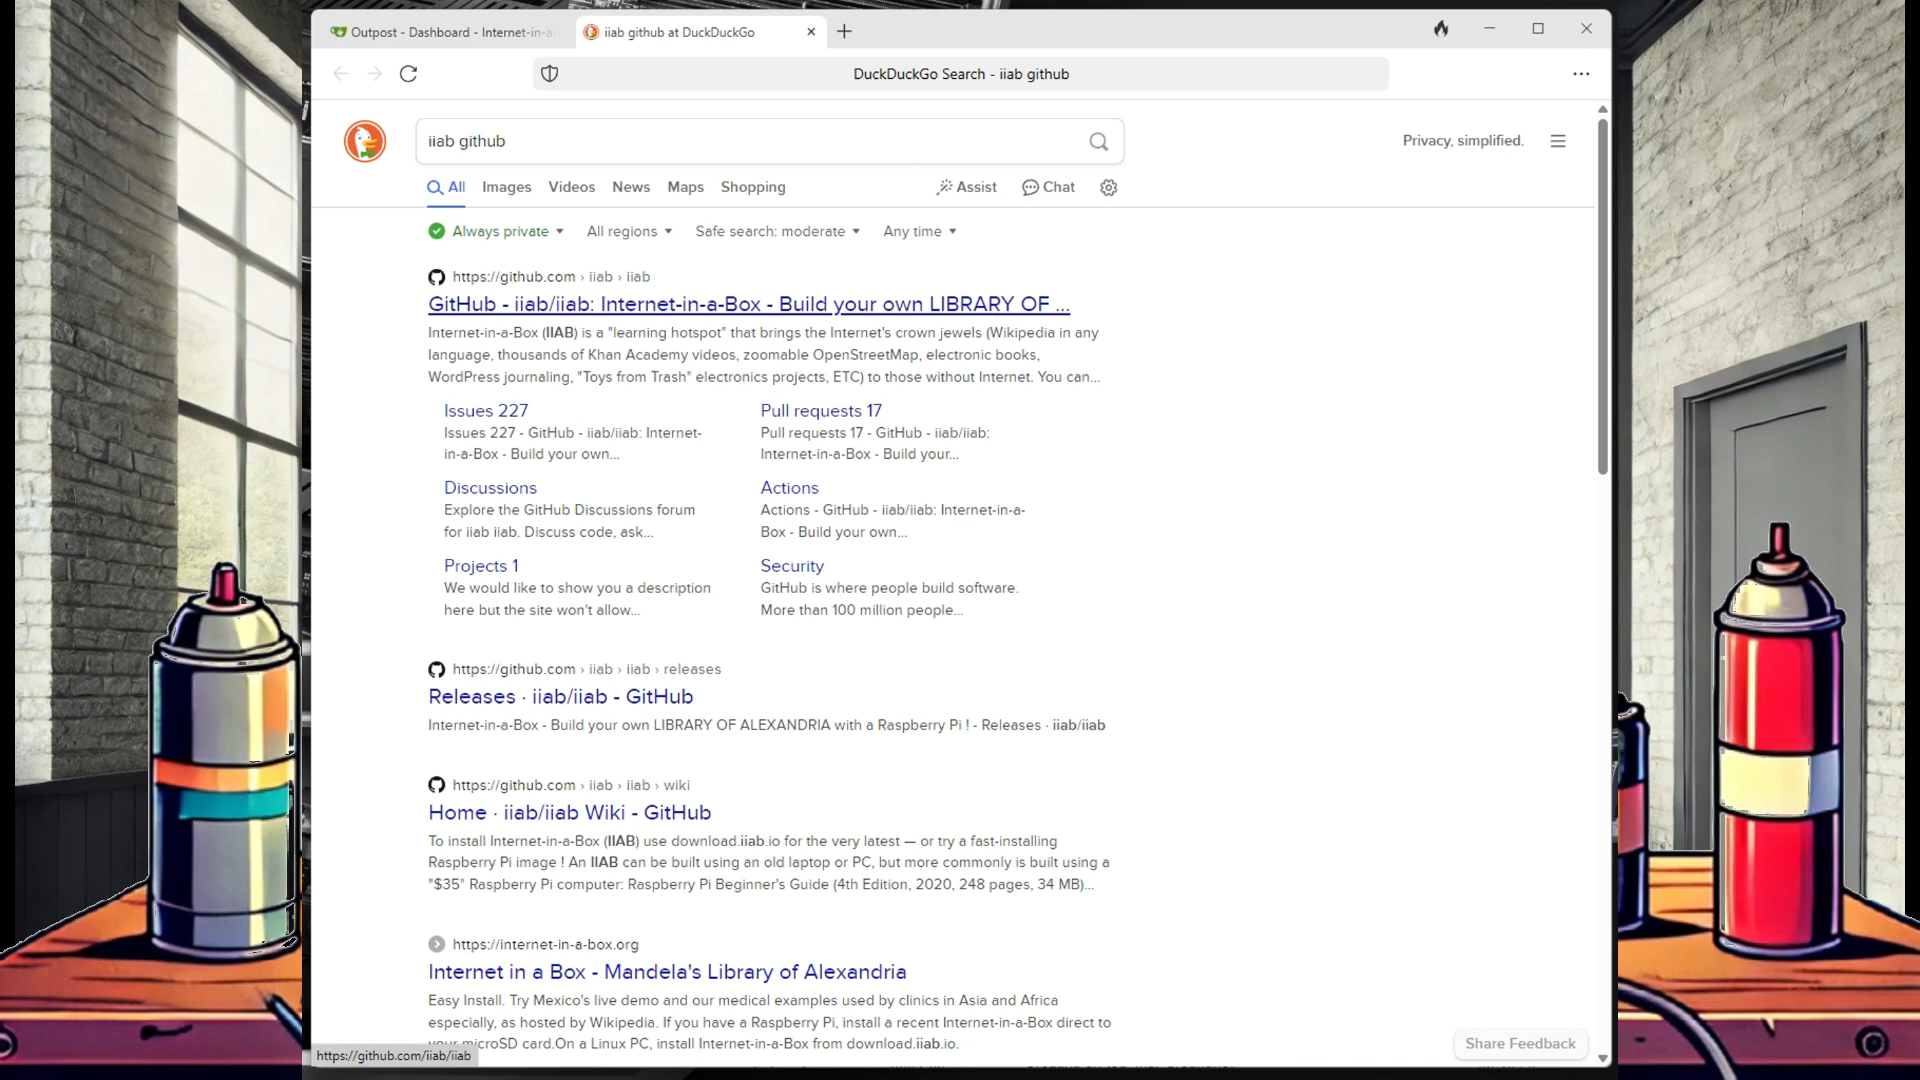 Outpost - Dashboard - Internet-in-a-
iiab github at DuckDuckGo
DuckDuckGo Search - iiab github
iiab github
Privacy, simplified.
All Images Videos News Maps Shopping Assist Chat
Always private All regions Safe search: moderate Any time
https://github.com › iiab › iiab
GitHub - iiab/iiab: Internet-in-a-Box - Build your own LIBRARY OF ...
Internet-in-a-Box (IIAB) is a "learning hotspot" that brings the Internet's crown jewels (Wikipedia in any
language, thousands of Khan Academy videos, zoomable OpenStreetMap, electronic books,
WordPress journaling, "Toys from Trash" electronics projects, ETC) to those without Internet. You can...
Issues 227
Issues 227 - GitHub - iiab/iiab: Internet-
in-a-Box - Build your own...
Pull requests 17
Pull requests 17 - GitHub - iiab/iiab:
Internet-in-a-Box - Build your...
Discussions
Explore the GitHub Discussions forum
for iiab iiab. Discuss code, ask...
Actions
Actions - GitHub - iiab/iiab: Internet-in-a-
Box - Build your own...
Projects 1
We would like to show you a description
here but the site won't allow...
Security
GitHub is where people build software.
More than 100 million people...
https://github.com › iiab › iiab › releases
Releases · iiab/iiab - GitHub
Internet-in-a-Box - Build your own LIBRARY OF ALEXANDRIA with a Raspberry Pi ! - Releases · iiab/iiab
https://github.com › iiab › iiab › wiki
Home · iiab/iiab Wiki - GitHub
To install Internet-in-a-Box (IIAB) use download.iiab.io for the very latest — or try a fast-installing
Raspberry Pi image ! An IIAB can be built using an old laptop or PC, but more commonly is built using a
"$35" Raspberry Pi computer: Raspberry Pi Beginner's Guide (4th Edition, 2020, 248 pages, 34 MB)...
https://internet-in-a-box.org
Internet in a Box - Mandela's Library of Alexandria
Easy Install. Try Mexico's live demo and our medical examples used by clinics in Asia and Africa
especially, as hosted by Wikipedia. If you have a Raspberry Pi, install a recent Internet-in-a-Box direct to
your microSD card.On a Linux PC, install Internet-in-a-Box from download.iiab.io.
Share Feedback
https://github.com/iiab/iiab